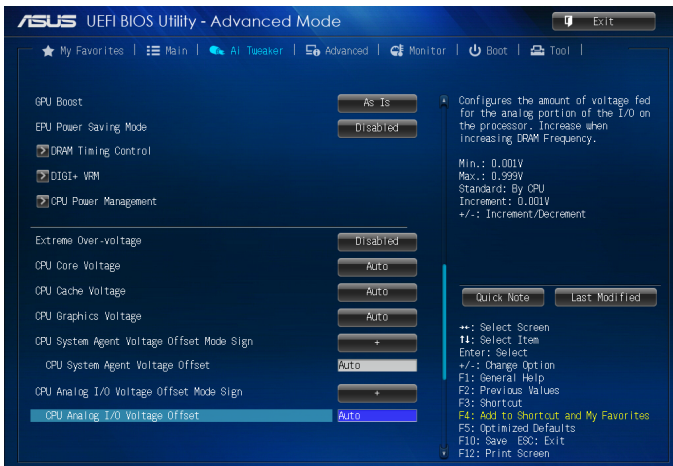 ASUS UEFI BIOS Utility - Advanced Mode
Exit
My Favorites | Main | Ai Tweaker | Advanced | Monitor | Boot | Tool |
GPU Boost As Is
EPU Power Saving Mode Disabled
> DRAM Timing Control
> DIGI+ VRM
> CPU Power Management
Extreme Over-voltage Disabled
CPU Core Voltage Auto
CPU Cache Voltage Auto
CPU Graphics Voltage Auto
CPU System Agent Voltage Offset Mode Sign +
CPU System Agent Voltage Offset Auto
CPU Analog I/O Voltage Offset Mode Sign +
CPU Analog I/O Voltage Offset Auto
Configures the amount of voltage fed
for the analog portion of the I/O on
the processor. Increase when
increasing DRAM Frequency.
Min.: 0.001V
Max.: 0.999V
Standard: By CPU
Increment: 0.001V
+/-: Increment/Decrement
Quick Note Last Modified
→←: Select Screen
↑↓: Select Item
Enter: Select
+/-: Change Option
F1: General Help
F2: Previous Values
F3: Shortcut
F4: Add to Shortcut and My Favorites
F5: Optimized Defaults
F10: Save ESC: Exit
F12: Print Screen